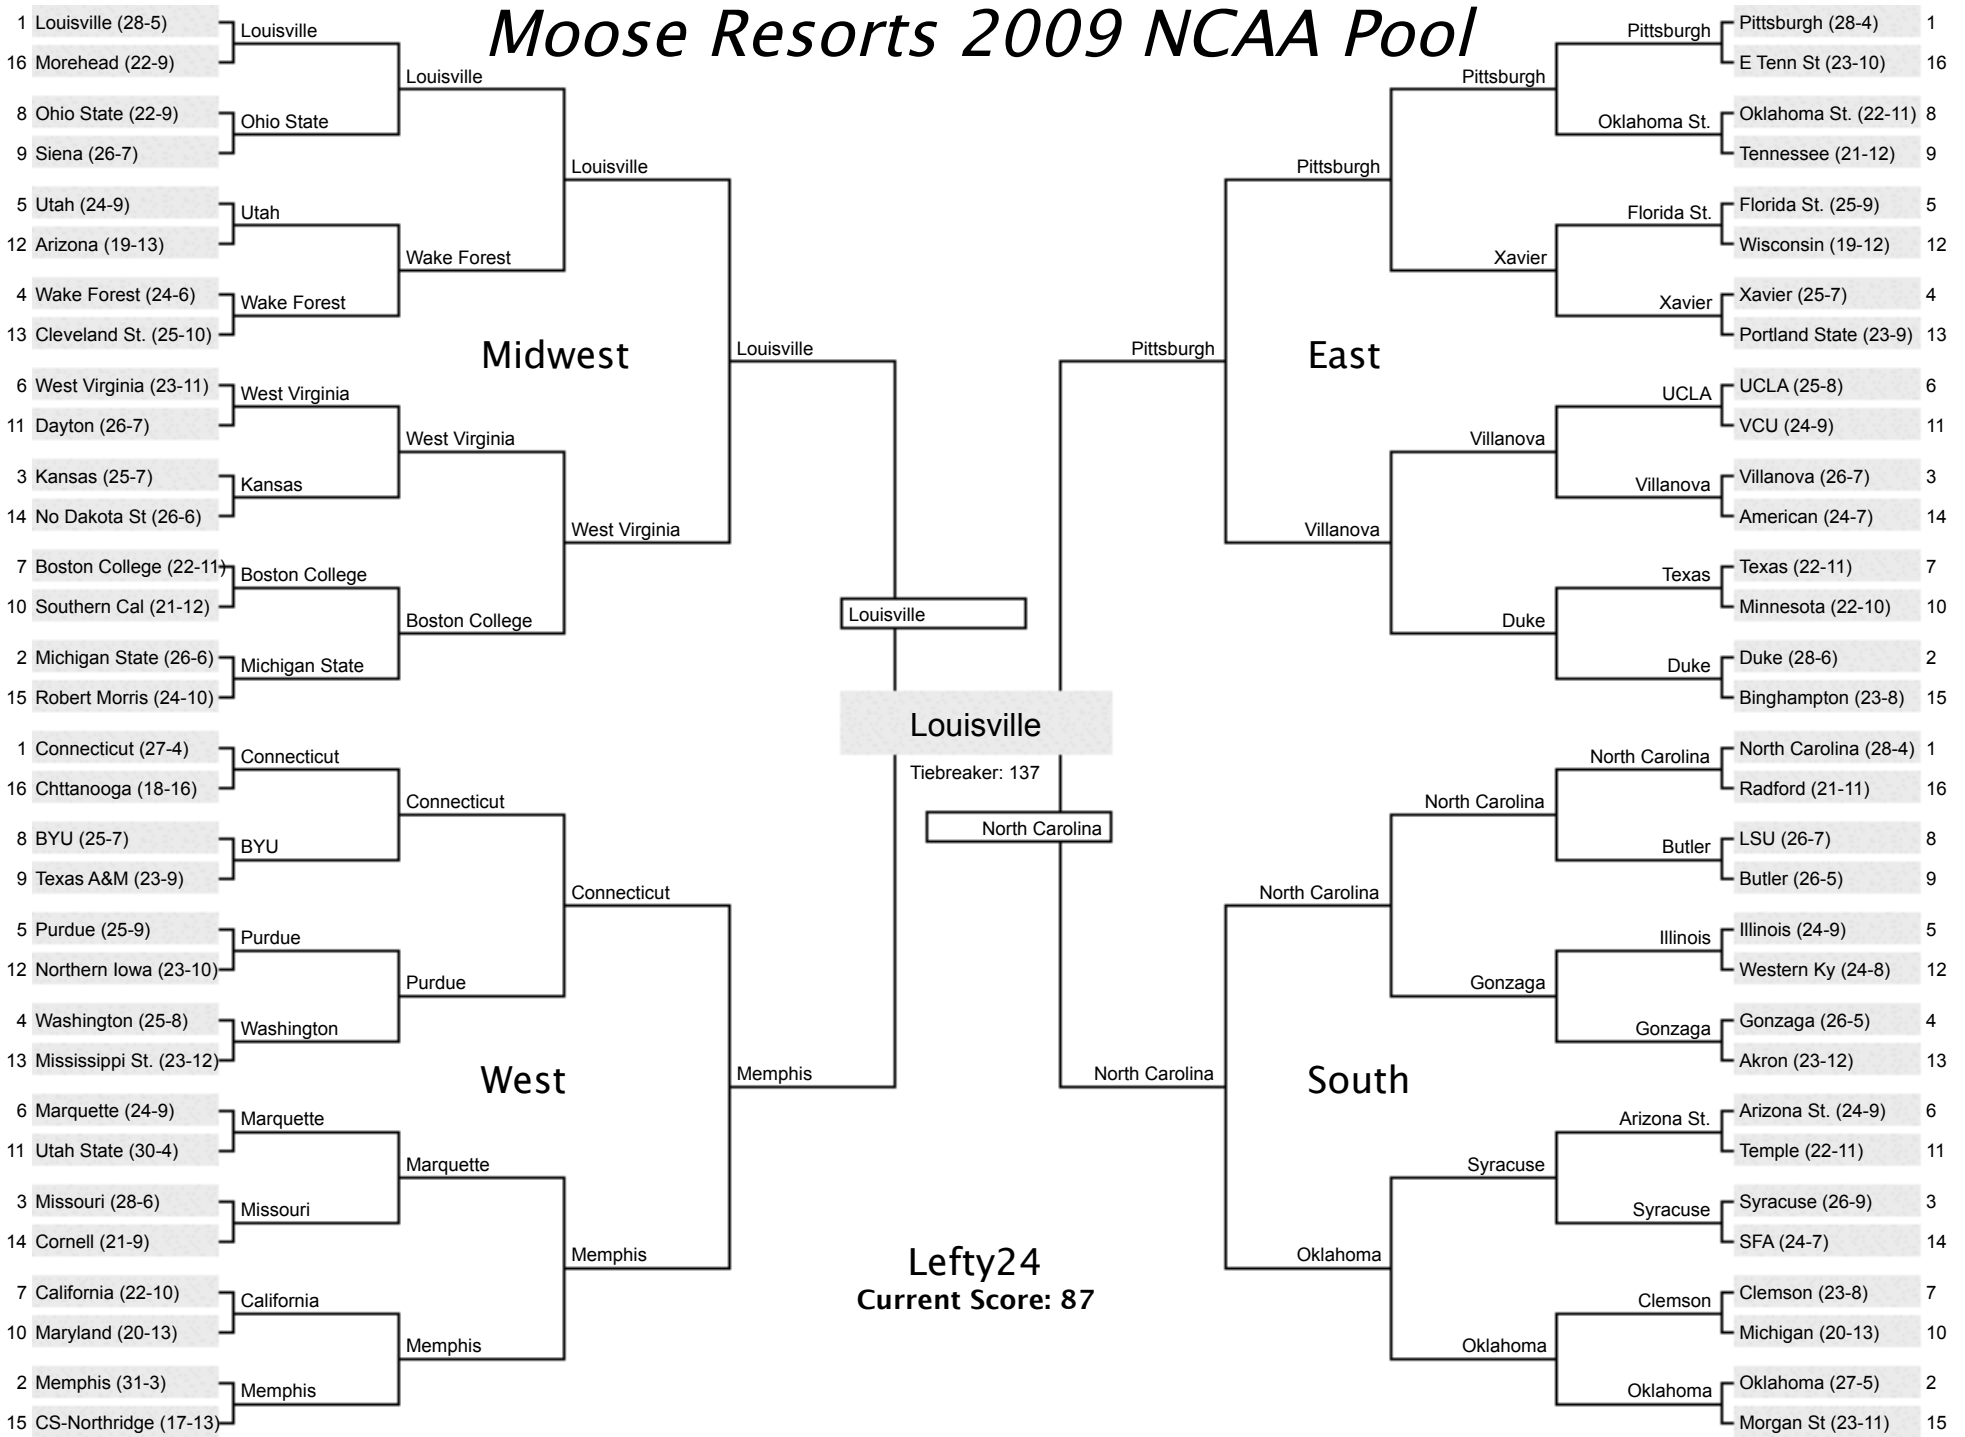 Moose Resorts 2009 NCAA Pool
1 Louisville (28-5)
16 Morehead (22-9)
8 Ohio State (22-9)
9 Siena (26-7)
5 Utah (24-9)
12 Arizona (19-13)
4 Wake Forest (24-6)
13 Cleveland St. (25-10)
6 West Virginia (23-11)
11 Dayton (26-7)
3 Kansas (25-7)
14 No Dakota St (26-6)
7 Boston College (22-11)
10 Southern Cal (21-12)
2 Michigan State (26-6)
15 Robert Morris (24-10)
Louisville
Ohio State
Utah
Wake Forest
West Virginia
Kansas
Boston College
Michigan State
Louisville
Wake Forest
West Virginia
Boston College
Louisville
West Virginia
Midwest
Louisville
1 Connecticut (27-4)
16 Chttanooga (18-16)
8 BYU (25-7)
9 Texas A&M (23-9)
5 Purdue (25-9)
12 Northern Iowa (23-10)
4 Washington (25-8)
13 Mississippi St. (23-12)
6 Marquette (24-9)
11 Utah State (30-4)
3 Missouri (28-6)
14 Cornell (21-9)
7 California (22-10)
10 Maryland (20-13)
2 Memphis (31-3)
15 CS-Northridge (17-13)
Connecticut
BYU
Purdue
Washington
Marquette
Missouri
California
Memphis
Connecticut
Purdue
Marquette
Memphis
Connecticut
Memphis
West
Memphis
Louisville
Louisville
Tiebreaker: 137
North Carolina
Lefty24
Current Score: 87
Pittsburgh
East
Pittsburgh
Villanova
Pittsburgh
Xavier
Villanova
Duke
Pittsburgh
Oklahoma St.
Florida St.
Xavier
UCLA
Villanova
Texas
Duke
Pittsburgh (28-4) 1
E Tenn St (23-10) 16
Oklahoma St. (22-11) 8
Tennessee (21-12) 9
Florida St. (25-9) 5
Wisconsin (19-12) 12
Xavier (25-7) 4
Portland State (23-9) 13
UCLA (25-8) 6
VCU (24-9) 11
Villanova (26-7) 3
American (24-7) 14
Texas (22-11) 7
Minnesota (22-10) 10
Duke (28-6) 2
Binghampton (23-8) 15
North Carolina
South
North Carolina
Oklahoma
North Carolina
Gonzaga
Syracuse
Oklahoma
North Carolina
Butler
Illinois
Gonzaga
Arizona St.
Syracuse
Clemson
Oklahoma
North Carolina (28-4) 1
Radford (21-11) 16
LSU (26-7) 8
Butler (26-5) 9
Illinois (24-9) 5
Western Ky (24-8) 12
Gonzaga (26-5) 4
Akron (23-12) 13
Arizona St. (24-9) 6
Temple (22-11) 11
Syracuse (26-9) 3
SFA (24-7) 14
Clemson (23-8) 7
Michigan (20-13) 10
Oklahoma (27-5) 2
Morgan St (23-11) 15